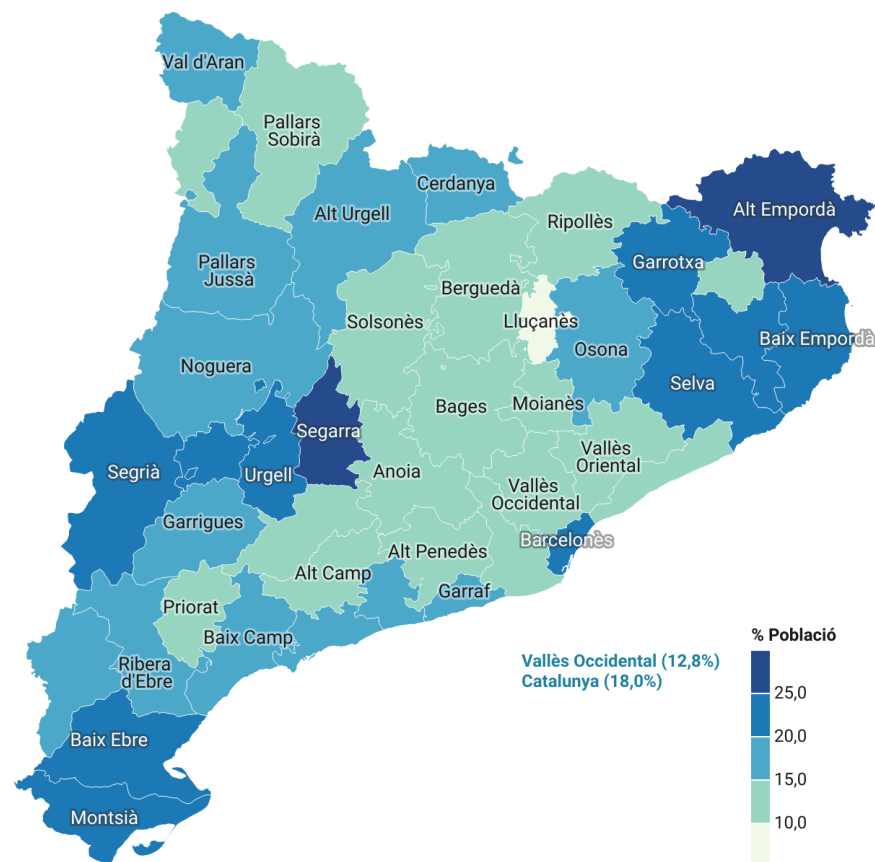 Val d'Aran
Pallars
Sobirà
Cerdanya
Alt Urgell
Alt Empordà
Ripollès
Garrotxa
Pallars
Jussà
Berguedà
Solsonès
Lluçanès
Baix Empordà
Osona
Noguera
Selva
Bages
Moianès
Segarra
Vallès
Oriental
Segrià
Urgell
Anoia
Vallès
Occidental
Garrigues
Barcelonès
Alt Penedès
Alt Camp
Garraf
Priorat
Baix Camp
Ribera
d'Ebre
Baix Ebre
Montsià
Vallès Occidental (12,8%)
Catalunya (18,0%)
% Població
25,0
20,0
15,0
10,0